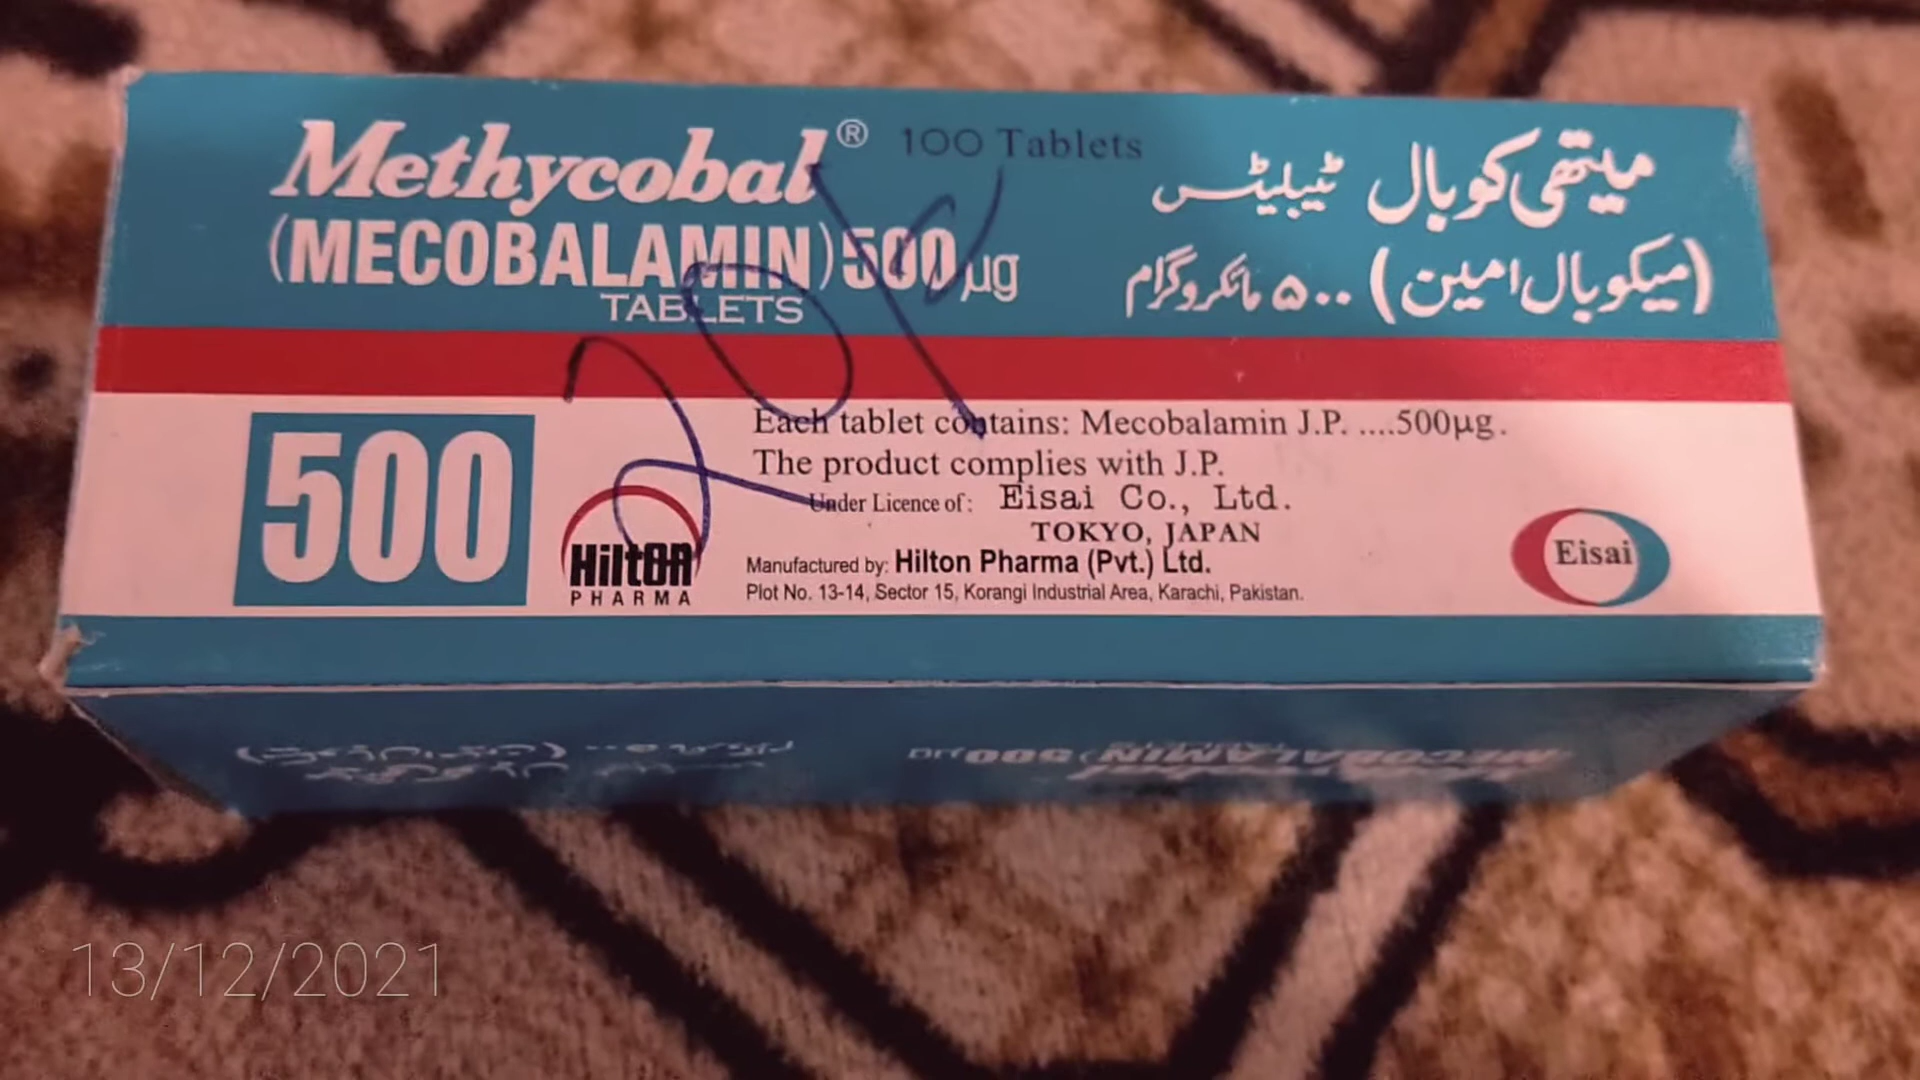 Methycobal® 100 Tablets
(MECOBALAMIN) 500µg
TABLETS
میتھی کوبال ٹیبلیٹس
(میکوبال امین) ۵۰۰ مائکروگرام
500
HilTON
PHARMA
Each tablet contains: Mecobalamin J.P. ....500µg.
The product complies with J.P.
Under Licence of: Eisai Co., Ltd.
TOKYO, JAPAN
Manufactured by: Hilton Pharma (Pvt.) Ltd.
Plot No. 13-14, Sector 15, Korangi Industrial Area, Karachi, Pakistan.
Eisai
(MECOBALAMIN) 500µg
13/12/2021